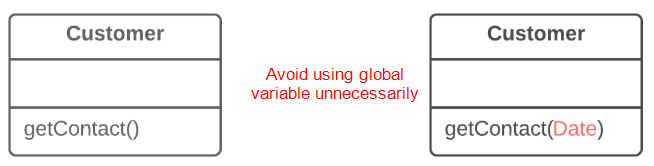 Customer
getContact()
Avoid using global
variable unnecessarily
Customer
getContact(Date)